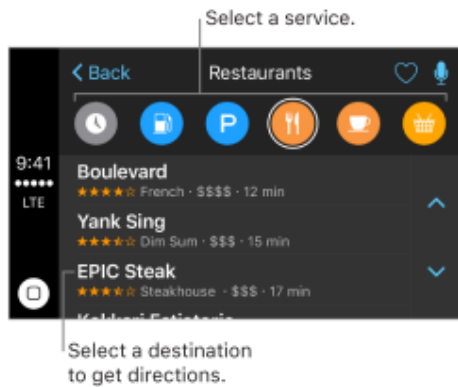 Select a service.
Back Restaurants
P
9:41
LTE
Boulevard
French · $$$$ · 12 min
Yank Sing
Dim Sum · $$$ · 15 min
EPIC Steak
Steakhouse · $$$ · 17 min
Select a destination
to get directions.